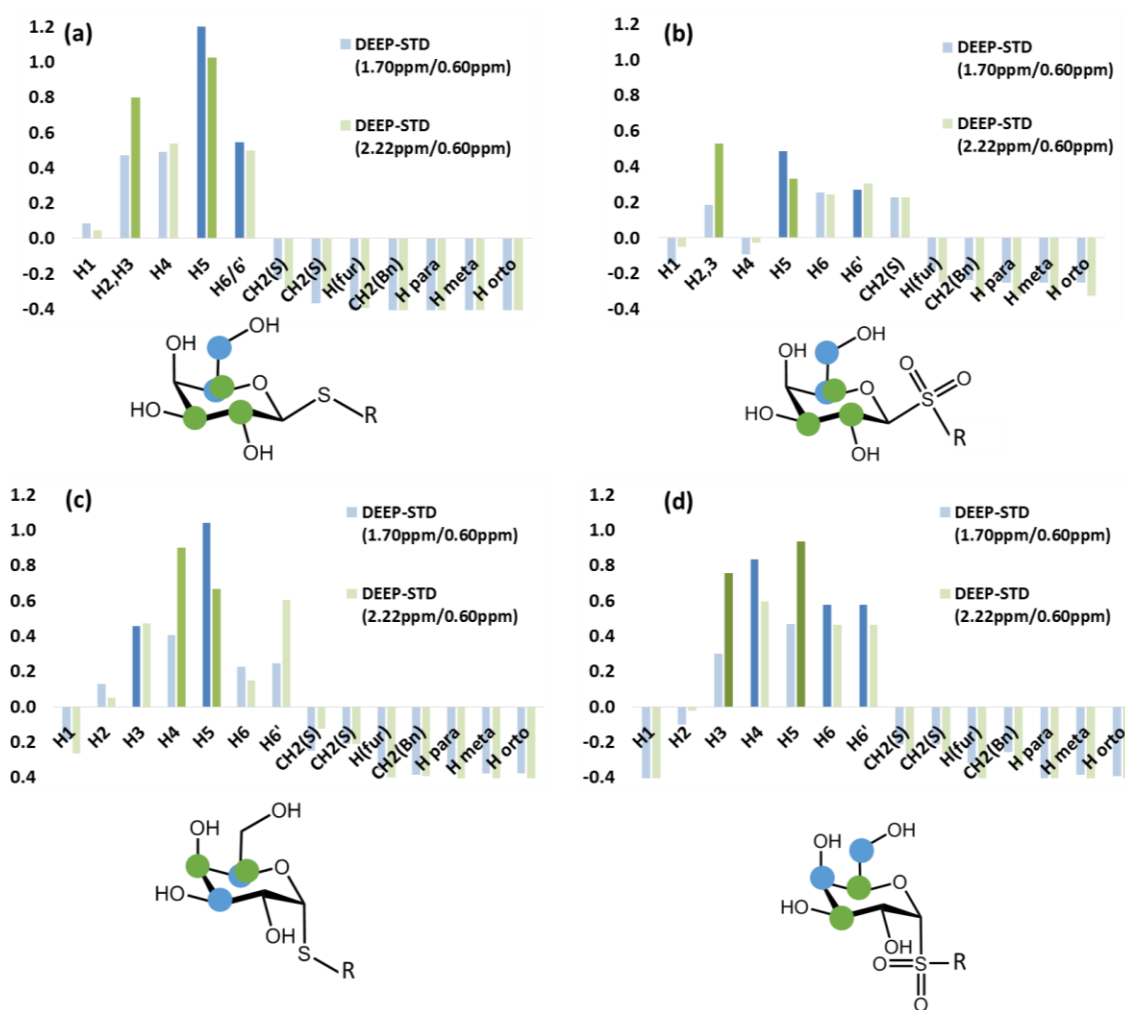 (a)
1.2
1.0
0.8
0.6
0.4
0.2
0.0
-0.2
-0.4
DEEP-STD
(1.70ppm/0.60ppm)
DEEP-STD
(2.22ppm/0.60ppm)
H1
H2,H3
H4
H5
H6/6'
CH2(S)
CH2(S)
H(fur)
CH2(Bn)
H para
H meta
H orto
OH
OH
O
HO
S
R
OH
(b)
1.2
1.0
0.8
0.6
0.4
0.2
0.0
-0.2
-0.4
DEEP-STD
(1.70ppm/0.60ppm)
DEEP-STD
(2.22ppm/0.60ppm)
H1
H2,3
H4
H5
H6
H6'
CH2(S)
H(fur)
CH2(Bn)
H para
H meta
H orto
OH
OH
O
O
O
HO
S
OH
R
(c)
1.2
1.0
0.8
0.6
0.4
0.2
0.0
0.2
0.4
DEEP-STD
(1.70ppm/0.60ppm)
DEEP-STD
(2.22ppm/0.60ppm)
H1
H2
H3
H4
H5
H6
H6'
CH2(S)
CH2(S)
H(fur)
CH2(Bn)
H para
H meta
H orto
OH
OH
O
HO
OH
S
R
(d)
1.2
1.0
0.8
0.6
0.4
0.2
0.0
-0.2
-0.4
DEEP-STD
(1.70ppm/0.60ppm)
DEEP-STD
(2.22ppm/0.60ppm)
H1
H2
H3
H4
H5
H6
H6'
CH2(S)
CH2(S)
H(fur)
CH2(Bn)
H para
H meta
H orto
OH
OH
O
HO
OH
O
S
R
O